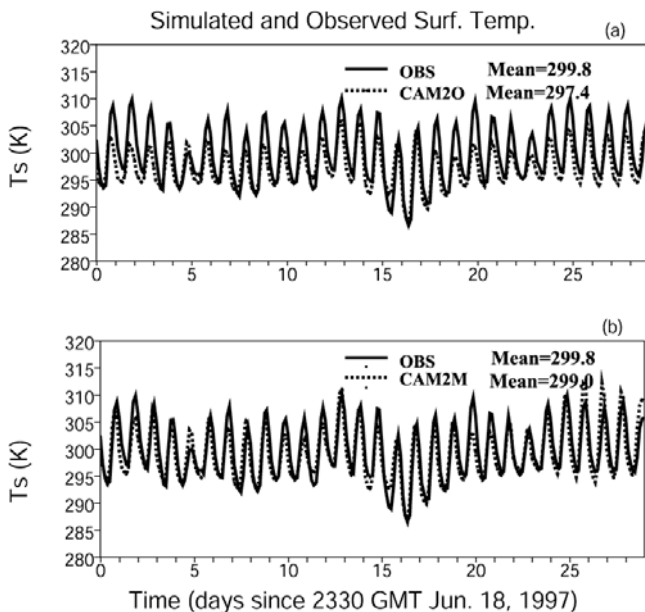 Simulated and Observed Surf. Temp.
(a)
320
315
310
305
300
295
290
285
280
Ts (K)
OBS Mean=299.8
CAM2O Mean=297.4
0 5 10 15 20 25
(b)
320
315
310
305
300
295
290
285
280
Ts (K)
OBS Mean=299.8
CAM2M Mean=299.0
0 5 10 15 20 25
Time (days since 2330 GMT Jun. 18, 1997)